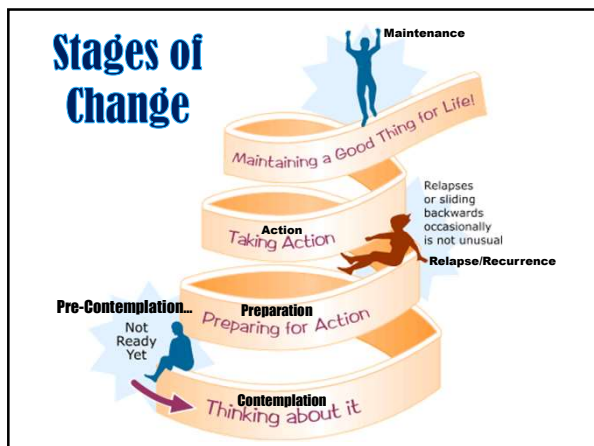 Stages of
Change
Maintenance
Maintaining a Good Thing for Life!
Relapses
or sliding
backwards
occasionally
is not unusual
Relapse/Recurrence
Action
Taking Action
Pre-Contemplation...
Not
Ready
Yet
Preparation
Preparing for Action
Contemplation
Thinking about it